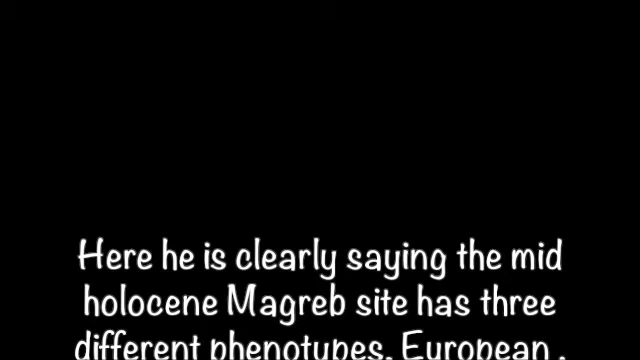 Here he is clearly saying the mid
holocene Magreb site has three
different phenotypes. European .